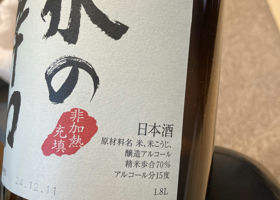 氷の
辛口
非加熱
充填
日本酒
原材料名 米、米こうじ、
醸造アルコール
精米歩合70%
アルコール分15度
1.8L
24.12.11